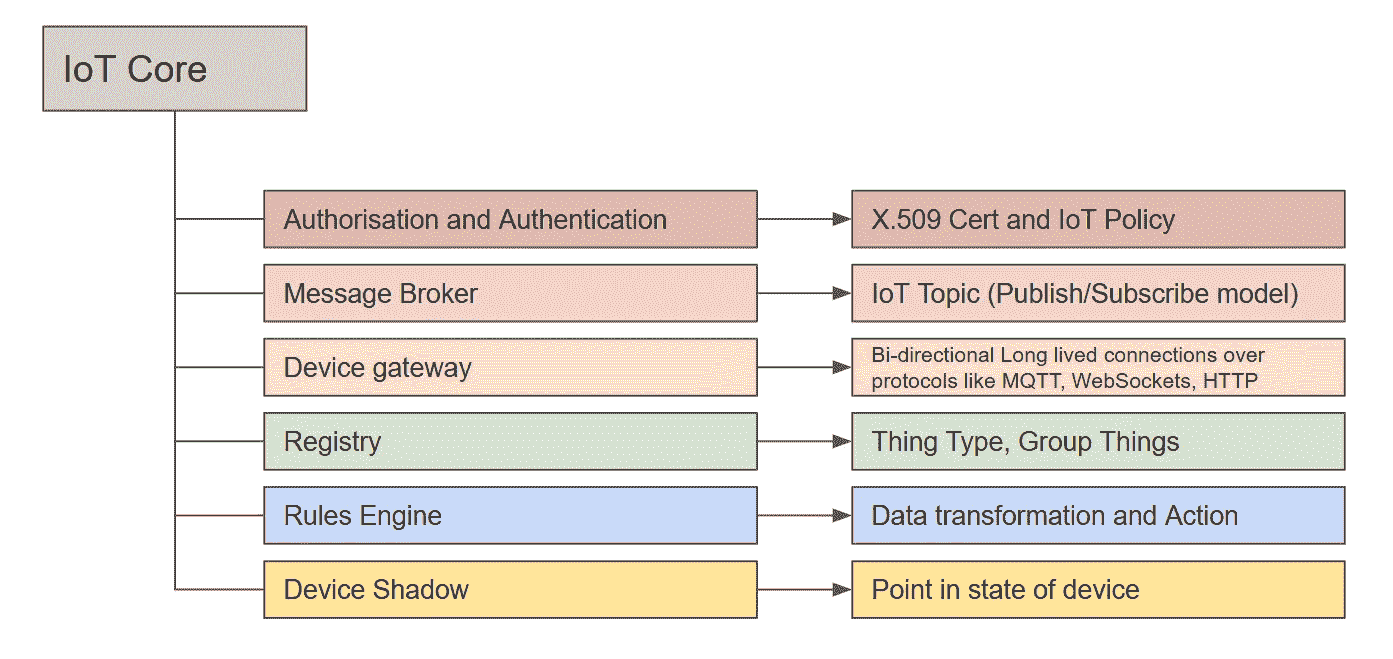 IoT Core
Authorisation and Authentication
X.509 Cert and IoT Policy
Message Broker
IoT Topic (Publish/Subscribe model)
Device gateway
Bi-directional Long lived connections over
protocols like MQTT, WebSockets, HTTP
Registry
Thing Type, Group Things
Rules Engine
Data transformation and Action
Device Shadow
Point in state of device